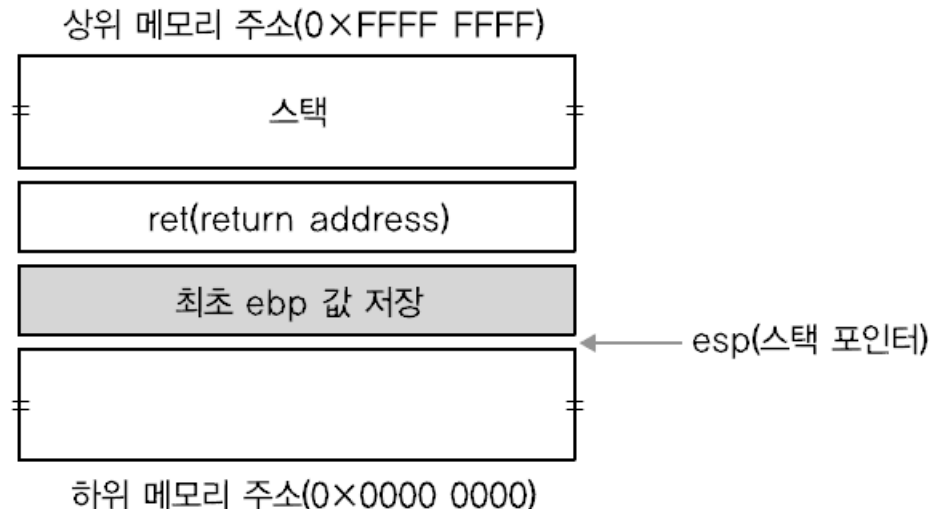 상위 메모리 주소(0×FFFF FFFF)
스택
ret(return address)
최초 ebp 값 저장
esp(스택 포인터)
하위 메모리 주소(0×0000 0000)